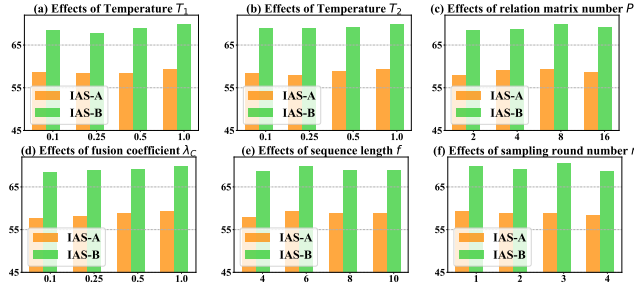 (a) Effects of Temperature T₁
65
55
45
IAS-A
IAS-B
0.1 0.25 0.5 1.0
(b) Effects of Temperature T₂
65
55
45
IAS-A
IAS-B
0.1 0.25 0.5 1.0
(c) Effects of relation matrix number P
65
55
45
IAS-A
IAS-B
2 4 8 16
(d) Effects of fusion coefficient λ_C
65
55
45
IAS-A
IAS-B
0.1 0.25 0.5 1.0
(e) Effects of sequence length f
65
55
45
IAS-A
IAS-B
4 6 8 10
(f) Effects of sampling round number
65
55
45
IAS-A
IAS-B
1 2 3 4